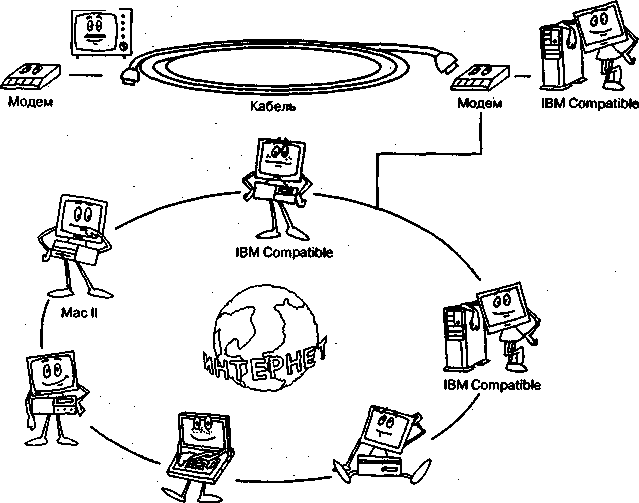 Модем
Кабель
Модем
IBM Compatible
IBM Compatible
Mac II
ИНТЕРНЕТ
IBM Compatible